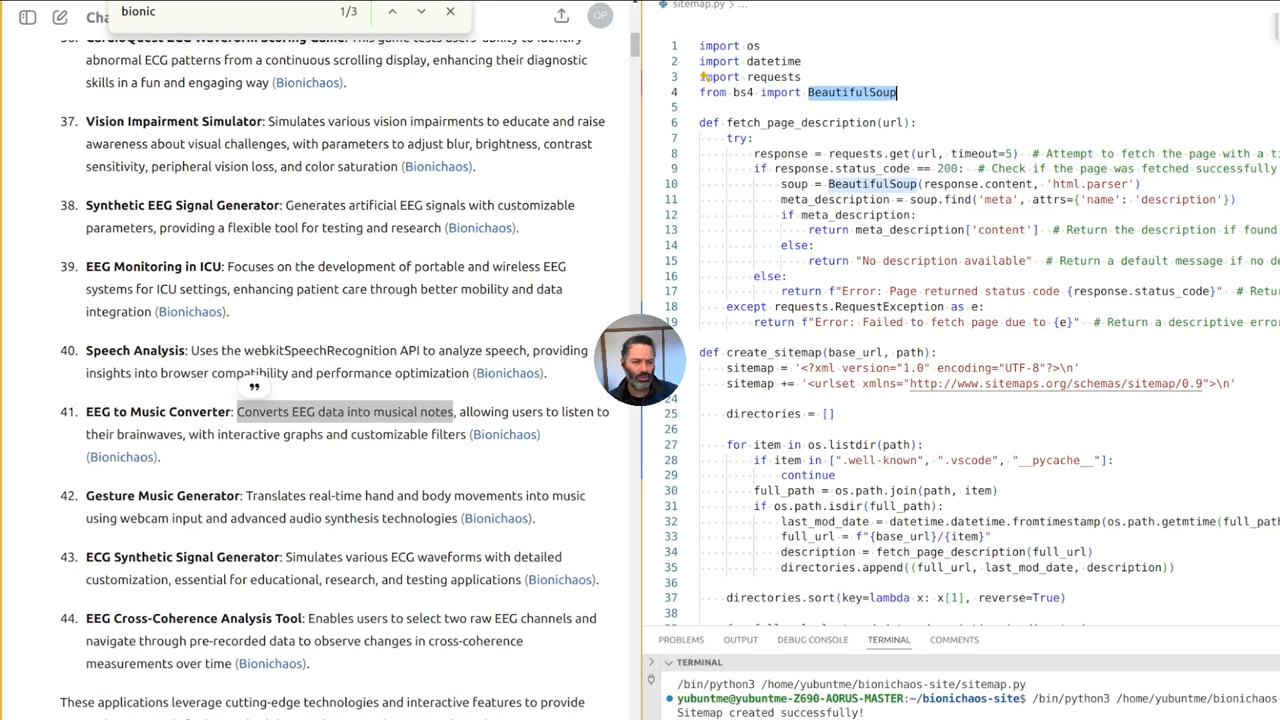 bionic
1/3
Cha
OP
36. CardioQuest ECG Waveform Scoring Game: This game tests users' ability to identify
abnormal ECG patterns from a continuous scrolling display, enhancing their diagnostic
skills in a fun and engaging way (Bionichaos).
37. Vision Impairment Simulator: Simulates various vision impairments to educate and raise
awareness about visual challenges, with parameters to adjust blur, brightness, contrast
sensitivity, peripheral vision loss, and color saturation (Bionichaos).
38. Synthetic EEG Signal Generator: Generates artificial EEG signals with customizable
parameters, providing a flexible tool for testing and research (Bionichaos).
39. EEG Monitoring in ICU: Focuses on the development of portable and wireless EEG
systems for ICU settings, enhancing patient care through better mobility and data
integration (Bionichaos).
40. Speech Analysis: Uses the webkitSpeechRecognition API to analyze speech, providing
insights into browser compatibility and performance optimization (Bionichaos).
41. EEG to Music Converter: Converts EEG data into musical notes, allowing users to listen to
their brainwaves, with interactive graphs and customizable filters (Bionichaos)
(Bionichaos).
42. Gesture Music Generator: Translates real-time hand and body movements into music
using webcam input and advanced audio synthesis technologies (Bionichaos).
43. ECG Synthetic Signal Generator: Simulates various ECG waveforms with detailed
customization, essential for educational, research, and testing applications (Bionichaos).
44. EEG Cross-Coherence Analysis Tool: Enables users to select two raw EEG channels and
navigate through pre-recorded data to observe changes in cross-coherence
measurements over time (Bionichaos).
These applications leverage cutting-edge technologies and interactive features to provide
sitemap.py > ...
1 import os
2 import datetime
3 import requests
4 from bs4 import BeautifulSoup
5
6 def fetch_page_description(url):
7 try:
8 response = requests.get(url, timeout=5) # Attempt to fetch the page with a ti
9 if response.status_code == 200: # Check if the page was fetched successfully
10 soup = BeautifulSoup(response.content, 'html.parser')
11 meta_description = soup.find('meta', attrs={'name': 'description'})
12 if meta_description:
13 return meta_description['content'] # Return the description if found
14 else:
15 return "No description available" # Return a default message if no de
16 else:
17 return f"Error: Page returned status code {response.status_code}" # Retur
18 except requests.RequestException as e:
19 return f"Error: Failed to fetch page due to {e}" # Return a descriptive error
def create_sitemap(base_url, path):
sitemap = '<?xml version="1.0" encoding="UTF-8"?>\n'
sitemap += '<urlset xmlns="http://www.sitemaps.org/schemas/sitemap/0.9">\n'
24
25 directories = []
26
27 for item in os.listdir(path):
28 if item in [".well-known", ".vscode", "__pycache__"]:
29 continue
30 full_path = os.path.join(path, item)
31 if os.path.isdir(full_path):
32 last_mod_date = datetime.datetime.fromtimestamp(os.path.getmtime(full_path
33 full_url = f"{base_url}/{item}"
34 description = fetch_page_description(full_url)
35 directories.append((full_url, last_mod_date, description))
36
37 directories.sort(key=lambda x: x[1], reverse=True)
38
PROBLEMS OUTPUT DEBUG CONSOLE TERMINAL COMMENTS
TERMINAL
/bin/python3 /home/yubuntme/bionichaos-site/sitemap.py
yubuntme@yubuntme-Z690-AORUS-MASTER:~/bionichaos-site$ /bin/python3 /home/yubuntme/bionichaos
Sitemap created successfully!